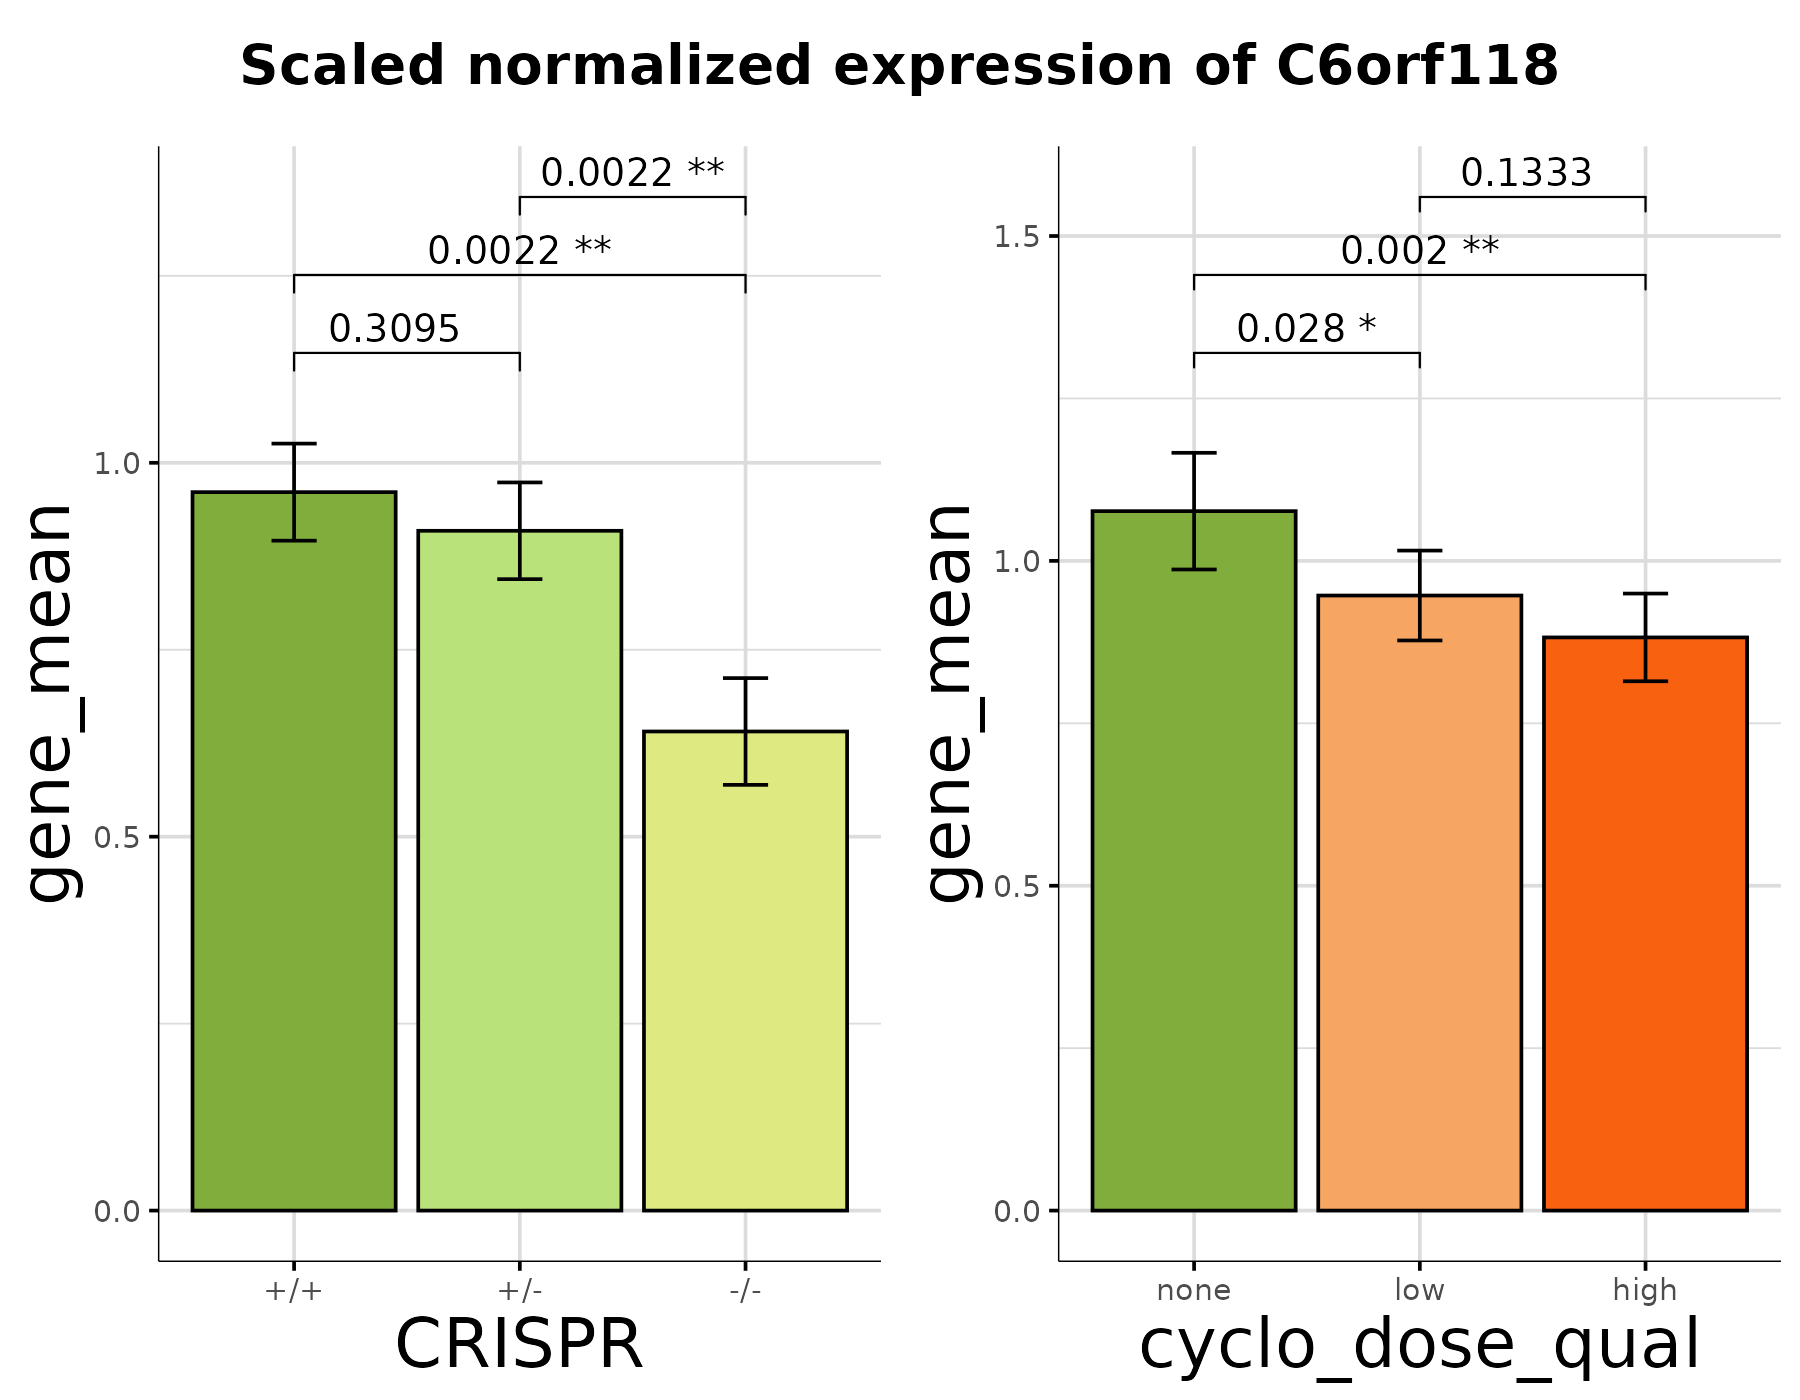 Scaled normalized expression of C6orf118
0.0022 **
0.0022 **
0.3095
1.0
0.5
0.0
gene_mean
+/+ +/- -/-
CRISPR
0.1333
1.5
0.002 **
0.028 *
1.0
0.5
0.0
gene_mean
none low high
cyclo_dose_qual